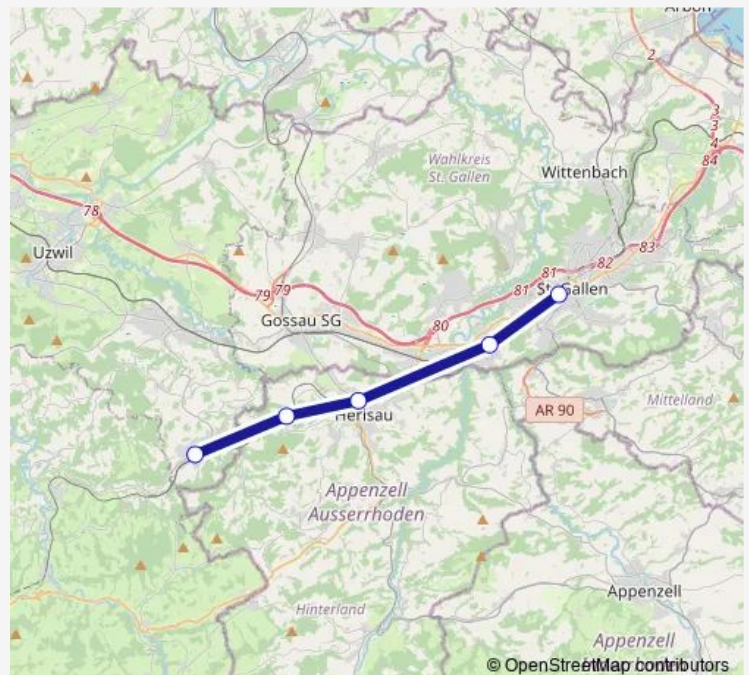 Arbon
2
3
3
4
84
Wahlkreis
St. Gallen
Wittenbach
78
Uzwil
83
82
81
81
79
79
St. Gallen
80
Gossau SG
AR 90
Mittelland
Herisau
Appenzell
Ausserrhoden
Appenzell
Hinterland
Appenzell
© OpenStreetMap contributors